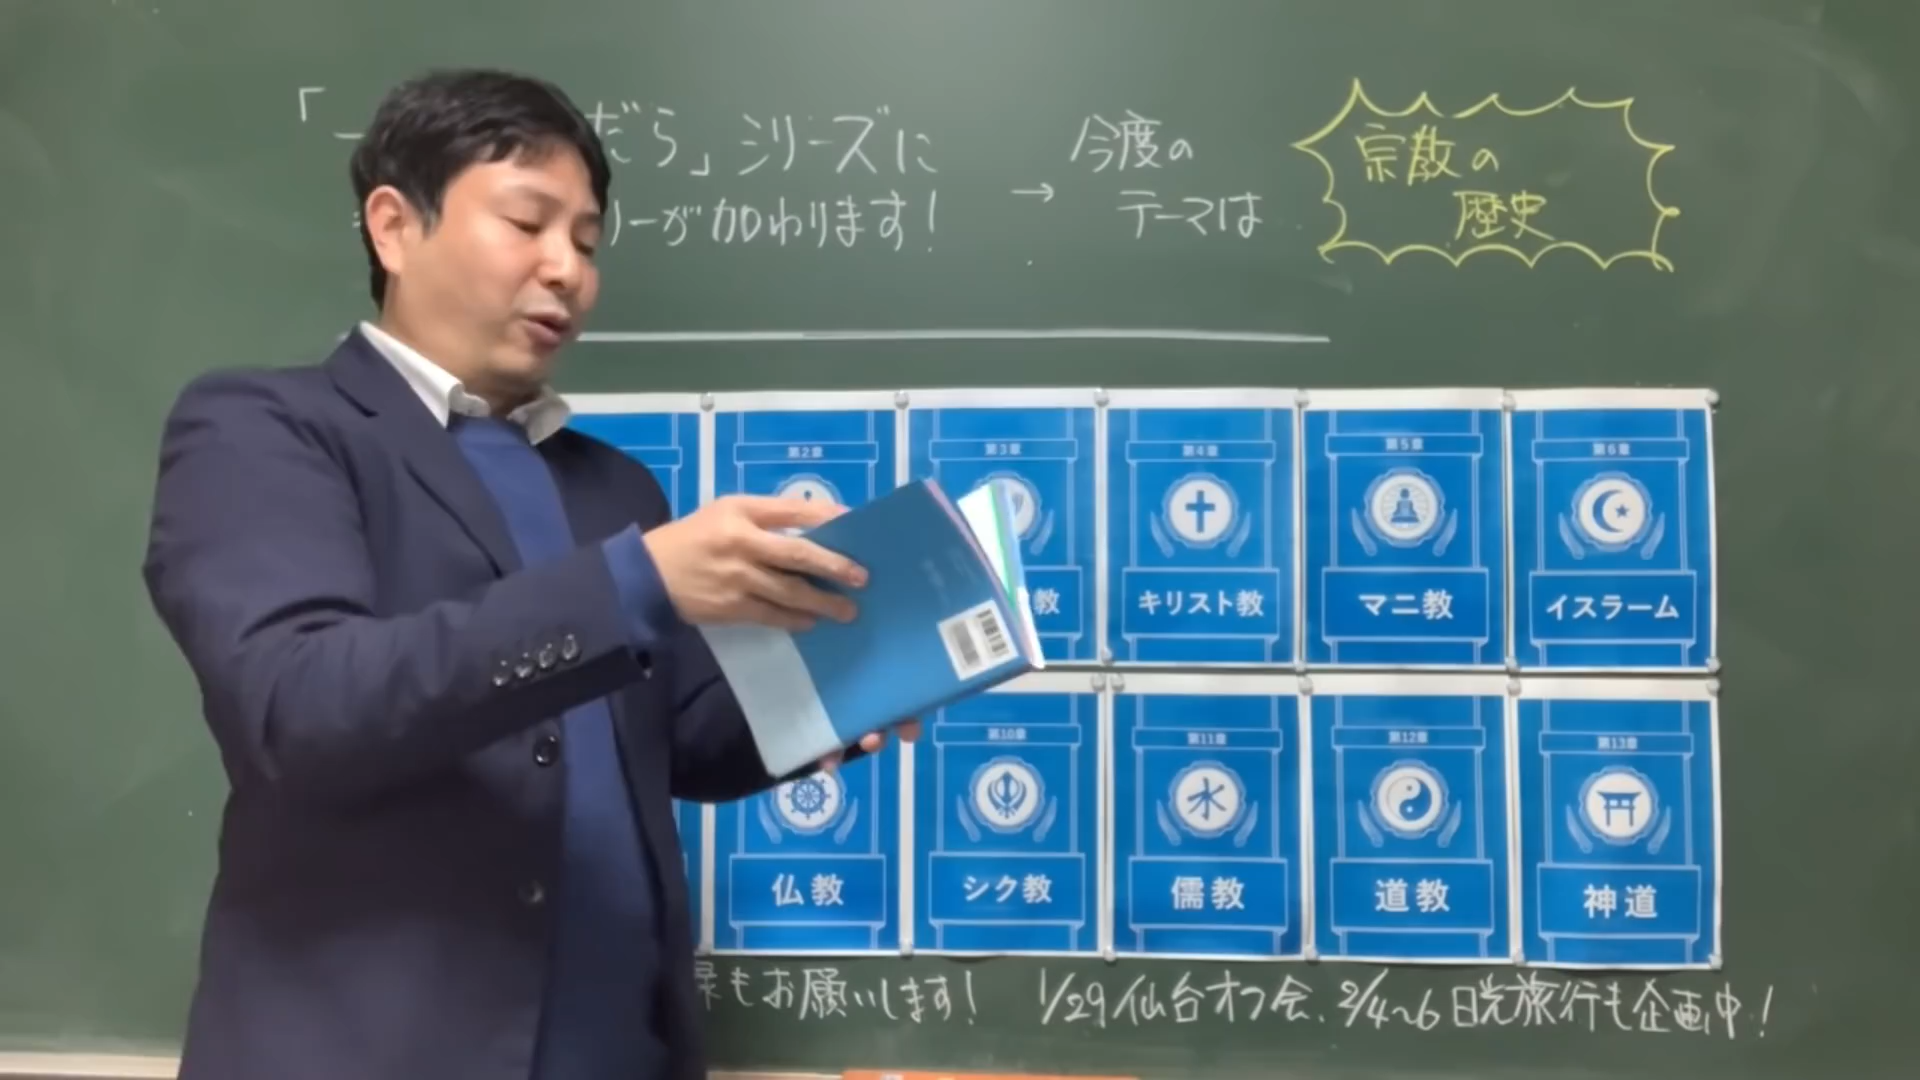 「一 だら」シリーズに
リーが加わります!
→ 今度の
テーマは
宗教の
歴史
第2章
第3章
教
第4章
キリスト教
第5章
マニ教
第6章
イスラーム
仏教
第10章
シク教
第11章
儒教
第12章
道教
第13章
神道
もお願いします! 1/29仙台オフ会、2/4~6日光旅行も企画中!